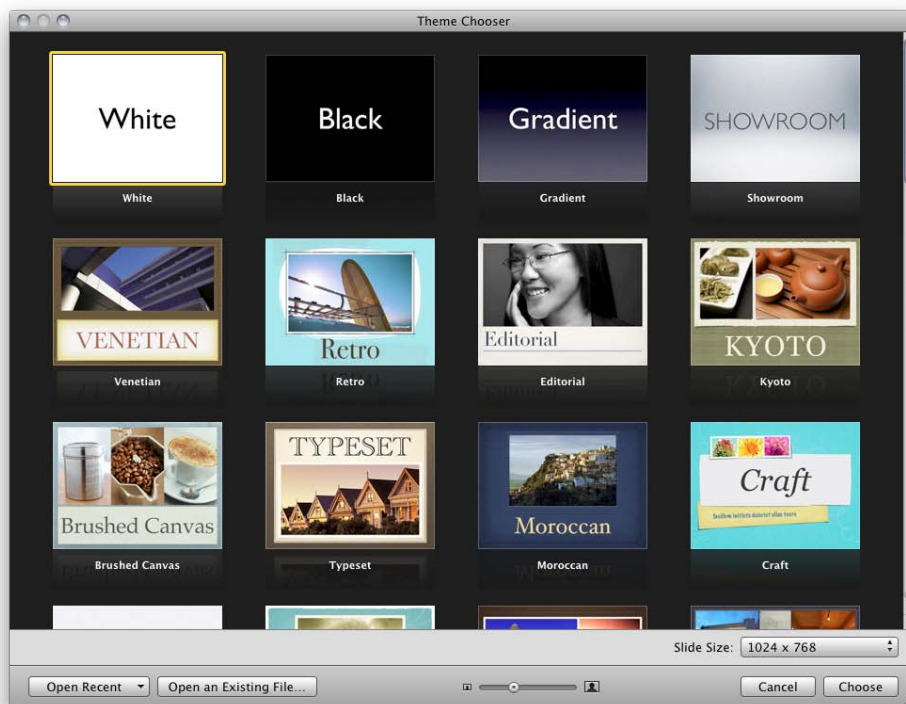 Theme Chooser
White
Black
Gradient
SHOWROOM
White
Black
Gradient
Showroom
VENETIAN
Retro
Editorial
KYOTO
Venetian
Retro
Editorial
Kyoto
Brushed Canvas
TYPESET
Moroccan
Craft
Brushed Canvas
Typeset
Moroccan
Craft
Slide Size: 1024 x 768
Open Recent
Open an Existing File...
Cancel
Choose